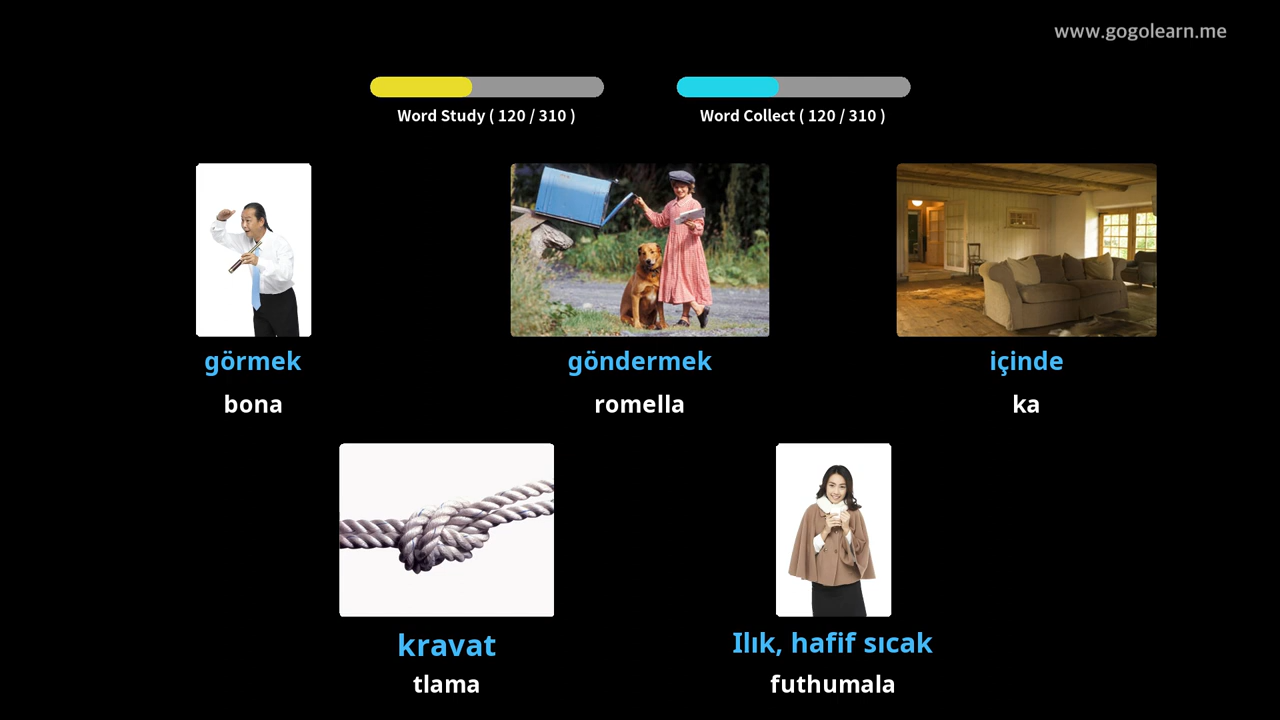 www.gogolearn.me
Word Study ( 120 / 310 )
Word Collect ( 120 / 310 )
görmek
bona
göndermek
romella
içinde
ka
kravat
tlama
Ilık, hafif sıcak
futhumala